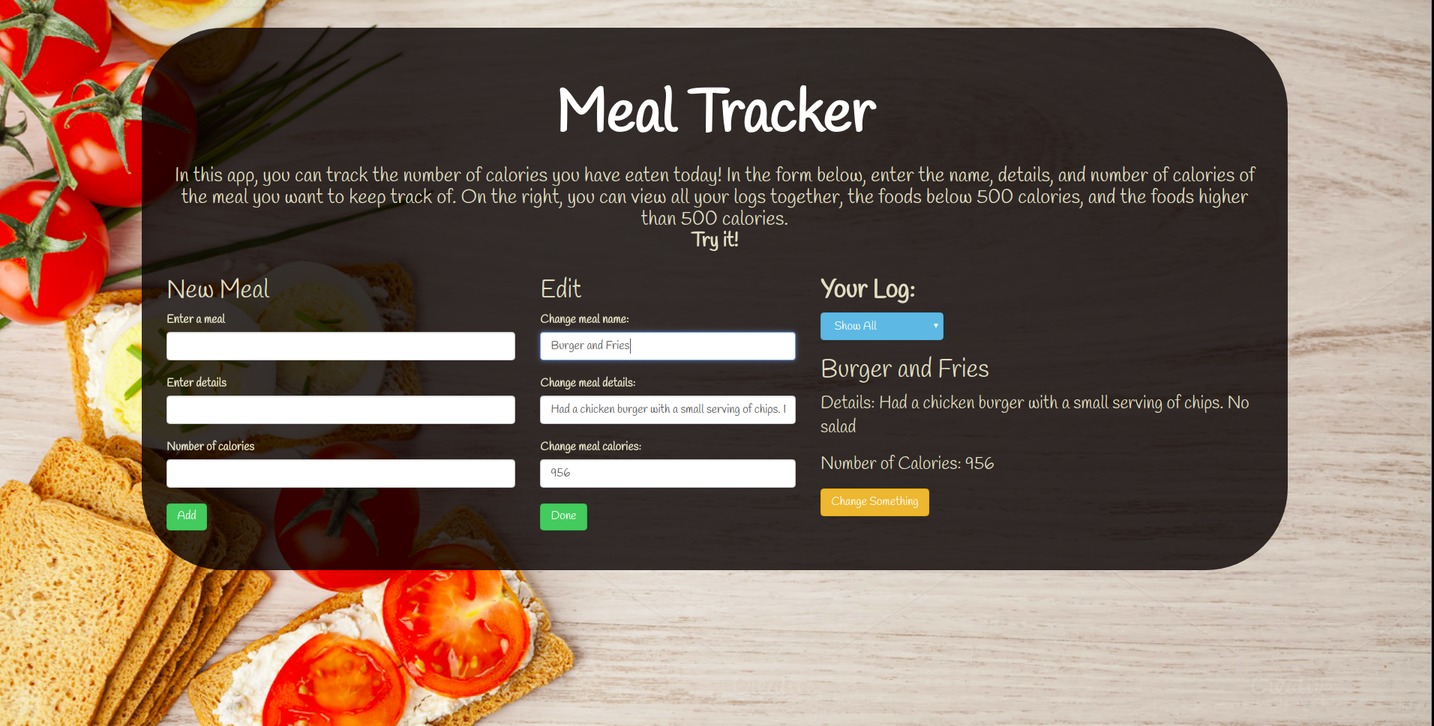 Meal Tracker
In this app, you can track the number of calories you have eaten today! In the form below, enter the name, details, and number of calories of
the meal you want to keep track of. On the right, you can view all your logs together, the foods below 500 calories, and the foods higher
than 500 calories.
Try it!
New Meal
Enter a meal
Enter details
Number of calories
Add
Edit
Change meal name:
Burger and Fries
Change meal details:
Had a chicken burger with a small serving of chips.
Change meal calories:
956
Done
Your Log:
Show All
Burger and Fries
Details: Had a chicken burger with a small serving of chips. No
salad
Number of Calories: 956
Change Something